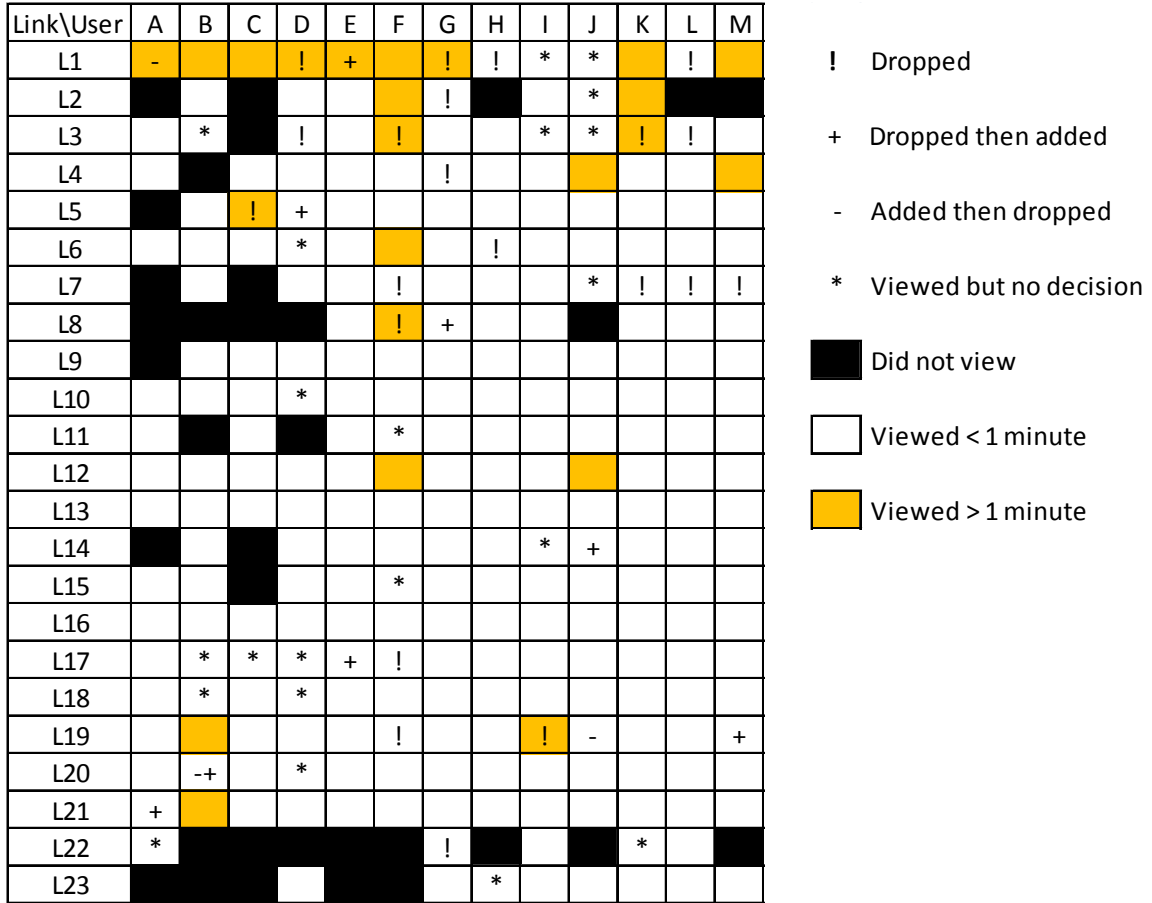 Link\User A B C D E F G H I J K L M
L1 - ! + ! ! * * ! 
L2 ! *
L3 * ! ! * * ! !
L4 !
L5 ! +
L6 * !
L7 ! * ! ! !
L8 ! +
L9
L10 *
L11 *
L12
L13
L14 * +
L15 *
L16
L17 * * * + !
L18 * *
L19 ! ! - +
L20 -+ *
L21 +
L22 * ! *
L23 *
! Dropped
+ Dropped then added
- Added then dropped
* Viewed but no decision
Did not view
Viewed < 1 minute
Viewed > 1 minute